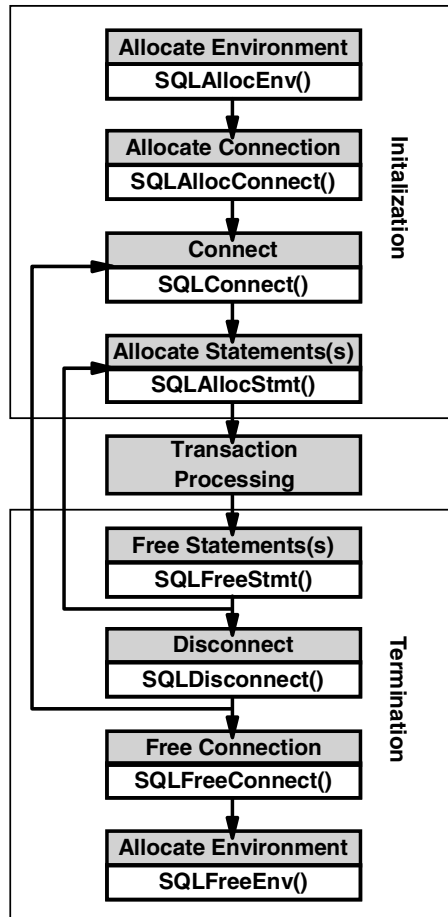 Allocate Environment
SQLAllocEnv()
Allocate Connection
SQLAllocConnect()
Initalization
Connect
SQLConnect()
Allocate Statements(s)
SQLAllocStmt()
Transaction
Processing
Free Statements(s)
SQLFreeStmt()
Termination
Disconnect
SQLDisconnect()
Free Connection
SQLFreeConnect()
Allocate Environment
SQLFreeEnv()